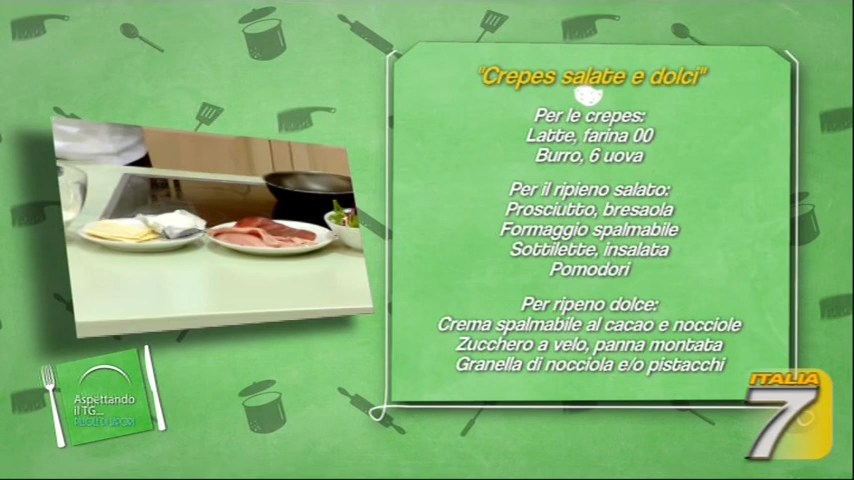 "Crepes salate e dolci"
Per le crepes:
Latte, farina 00
Burro, 6 uova
Per il ripieno salato:
Prosciutto, bresaola
Formaggio spalmabile
Sottilette, insalata
Pomodori
Per ripeno dolce:
Crema spalmabile al cacao e nocciole
Zucchero a velo, panna montata
Granella di nocciola e/o pistacchi
Aspettando
il TG...
ITALIA
7